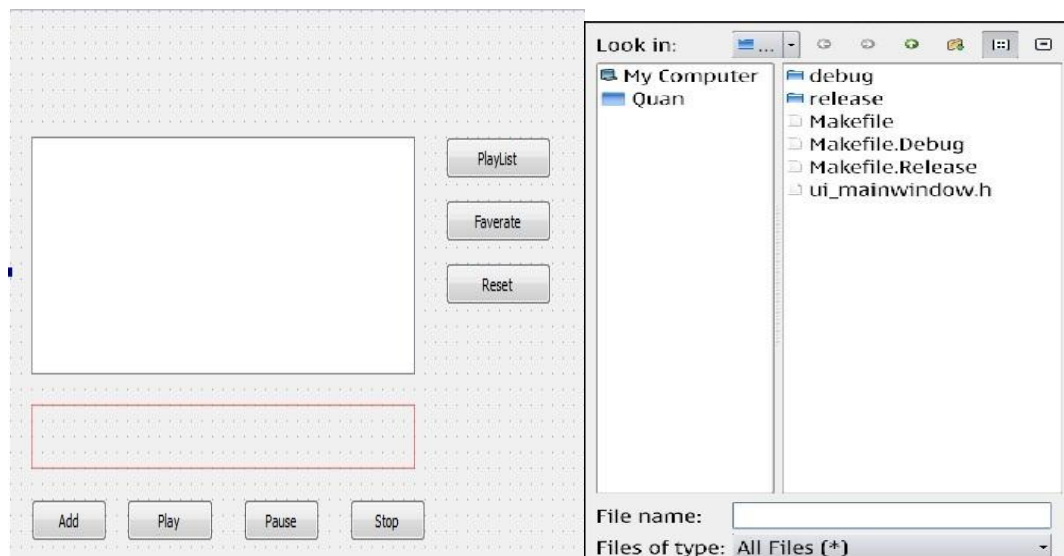 PlayList
Faverate
Reset
Add Play Pause Stop
Look in: ...
My Computer
Quan
debug
release
Makefile
Makefile.Debug
Makefile.Release
ui_mainwindow.h
File name:
Files of type: All Files (*)